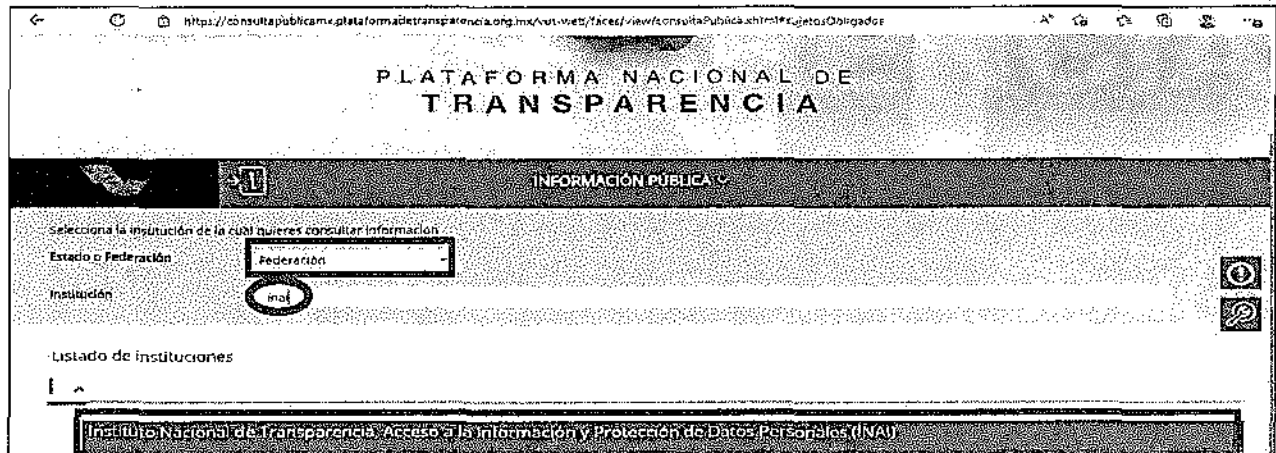 https://consultapublicamx.plataformadetransparencia.org.mx/vut-web/faces/view/consultaPublica.xhtml#sujetosObligados
PLATAFORMA NACIONAL DE
TRANSPARENCIA
INFORMACIÓN PÚBLICA
Selecciona la institución de la cual quieres consultar información
Estado o Federación
Federación
Institución
inai
Listado de instituciones
I
Instituto Nacional de Transparencia, Acceso a la Información y Protección de Datos Personales (INAI)